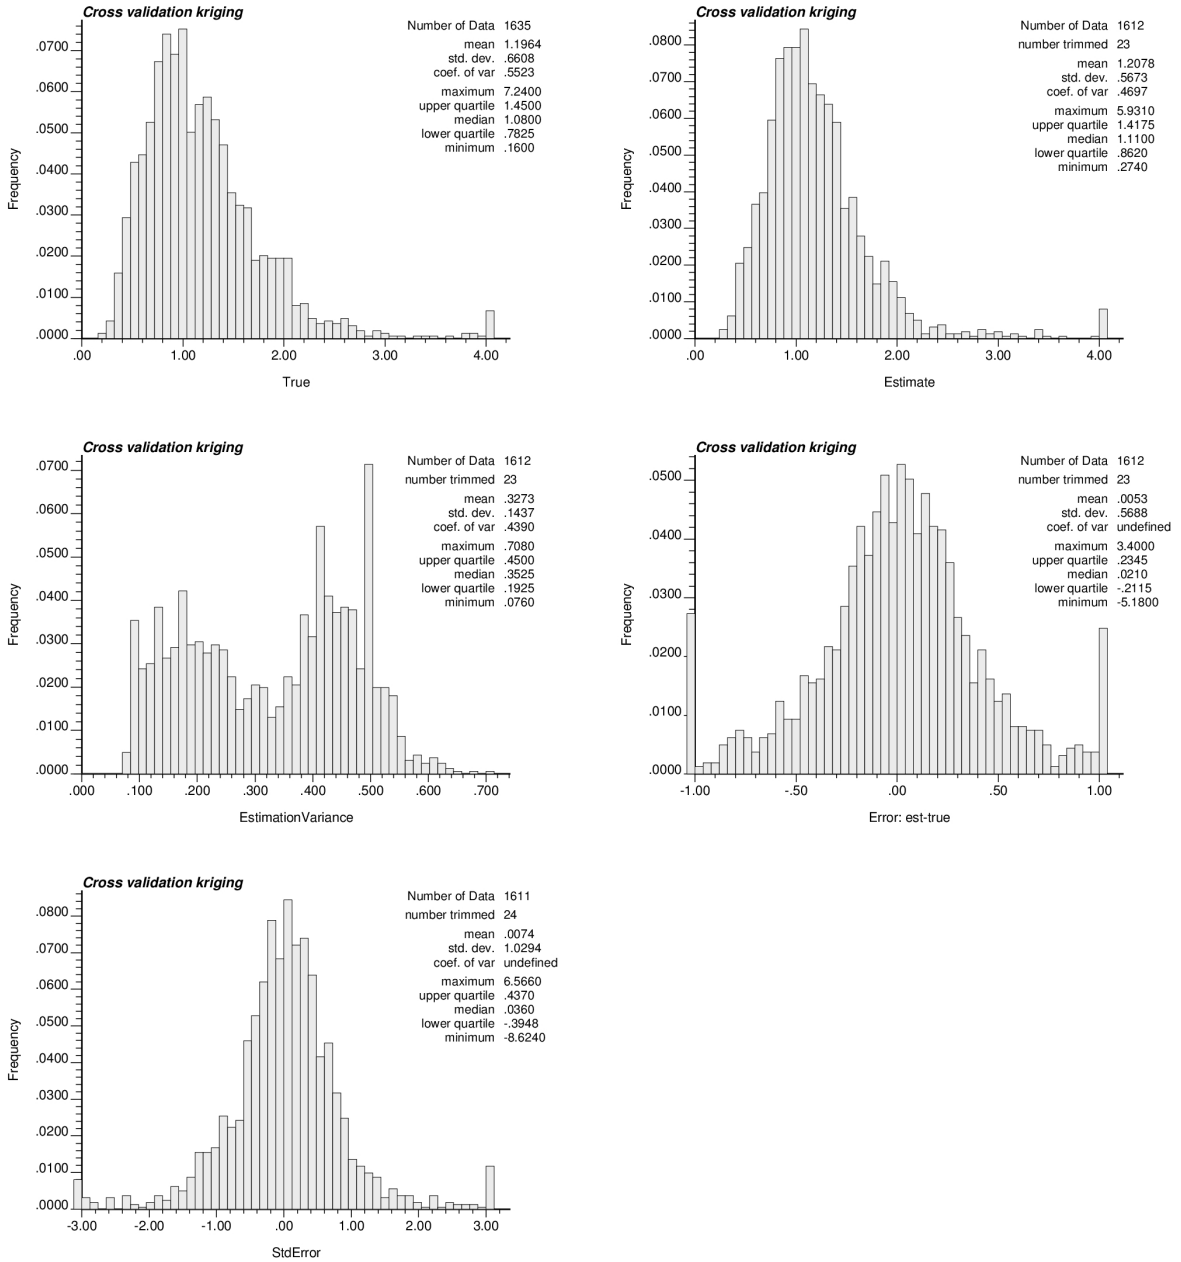 Cross validation kriging
Number of Data 1635
mean 1.1964
std. dev. .6608
coef. of var .5523
maximum 7.2400
upper quartile 1.4500
median 1.0800
lower quartile .7825
minimum .1600
Frequency
.0700
.0600
.0500
.0400
.0300
.0200
.0100
.0000
.00 1.00 2.00 3.00 4.00
True
Cross validation kriging
Number of Data 1612
number trimmed 23
mean 1.2078
std. dev. .5673
coef. of var .4697
maximum 5.9310
upper quartile 1.4175
median 1.1100
lower quartile .8620
minimum .2740
Frequency
.0800
.0700
.0600
.0500
.0400
.0300
.0200
.0100
.0000
.00 1.00 2.00 3.00 4.00
Estimate
Cross validation kriging
Number of Data 1612
number trimmed 23
mean .3273
std. dev. .1437
coef. of var .4390
maximum .7080
upper quartile .4500
median .3525
lower quartile .1925
minimum .0760
Frequency
.0700
.0600
.0500
.0400
.0300
.0200
.0100
.0000
.000 .100 .200 .300 .400 .500 .600 .700
EstimationVariance
Cross validation kriging
Number of Data 1612
number trimmed 23
mean .0053
std. dev. .5688
coef. of var undefined
maximum 3.4000
upper quartile .2345
median .0210
lower quartile -.2115
minimum -5.1800
Frequency
.0500
.0400
.0300
.0200
.0100
.0000
-1.00 -.50 .00 .50 1.00
Error: est-true
Cross validation kriging
Number of Data 1611
number trimmed 24
mean .0074
std. dev. 1.0294
coef. of var undefined
maximum 6.5660
upper quartile .4370
median .0360
lower quartile -.3948
minimum -8.6240
Frequency
.0800
.0700
.0600
.0500
.0400
.0300
.0200
.0100
.0000
-3.00 -2.00 -1.00 .00 1.00 2.00 3.00
StdError